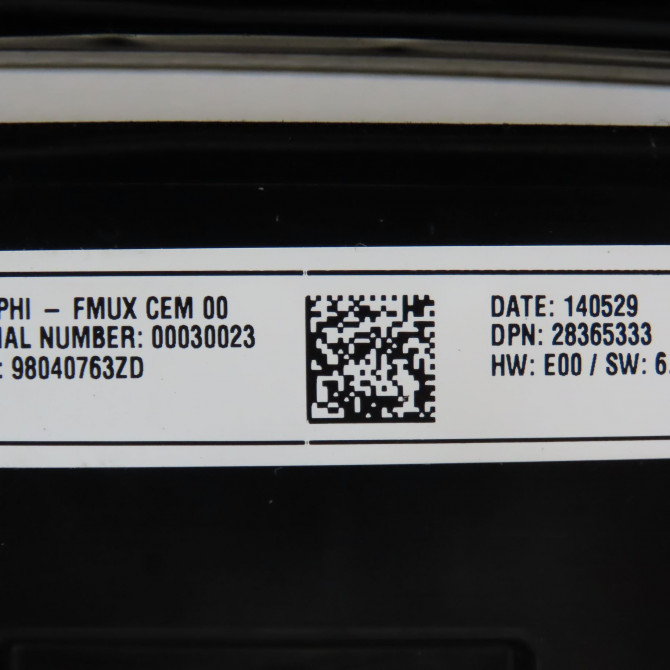 PHI – FMUX CEM 00
IAL NUMBER: 00030023
: 98040763ZD
DATE: 140529
DPN: 28365333
HW: E00 / SW: 6.